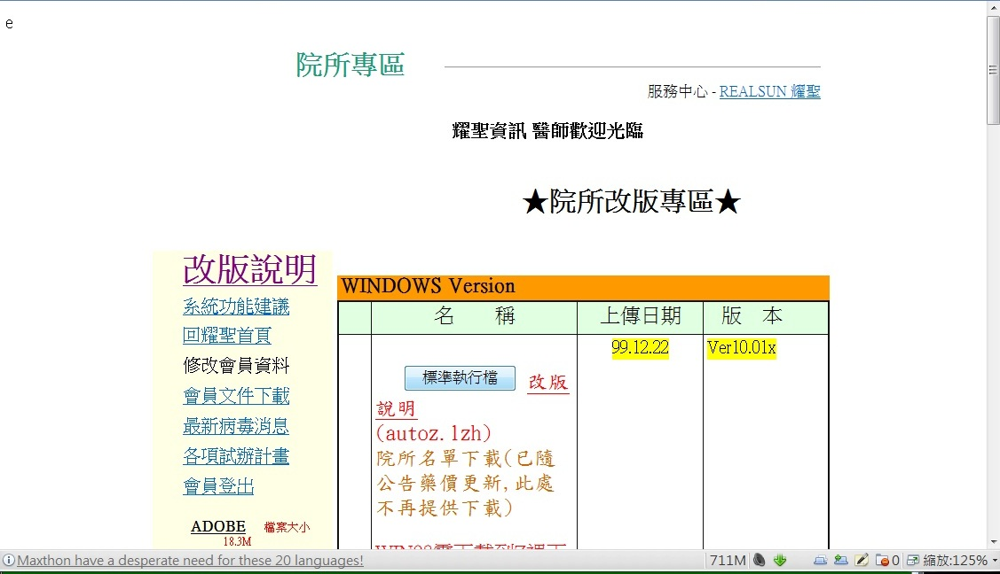 e
院所專區
服務中心 - REALSUN 耀聖
耀聖資訊 醫師歡迎光臨
★院所改版專區★
改版說明
系統功能建議
回耀聖首頁
修改會員資料
會員文件下載
最新病毒消息
各項試辦計畫
會員登出
ADOBE 檔案大小
18.3M
WINDOWS Version
名 稱 上傳日期 版 本
標準執行檔 改版
說明
(autoz.lzh)
院所名單下載(已隨
公告藥價更新,此處
不再提供下載)
99.12.22
Ver10.01x
Maxthon have a desperate need for these 20 languages!
711M 0 縮放:125%